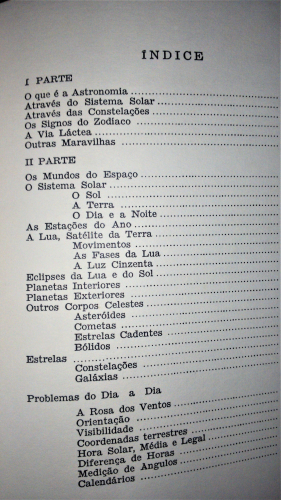 ÍNDICE
I PARTE
O que é a Astronomia
Através do Sistema Solar
Através das Constelações
Os Signos do Zodíaco
A Via Láctea
Outras Maravilhas
II PARTE
Os Mundos do Espaço
O Sistema Solar
O Sol
A Terra
O Dia e a Noite
As Estações do Ano
A Lua, Satélite da Terra
Movimentos
As Fases da Lua
A Luz Cinzenta
Eclipses da Lua e do Sol
Planetas Interiores
Planetas Exteriores
Outros Corpos Celestes
Asteróides
Cometas
Estrelas Cadentes
Bólidos
Estrelas
Constelações
Galáxias
Problemas do Dia a Dia
A Rosa dos Ventos
Orientação
Visibilidade
Coordenadas terrestres
Hora Solar, Média e Legal
Diferença de Horas
Medição de Angulos
Calendários